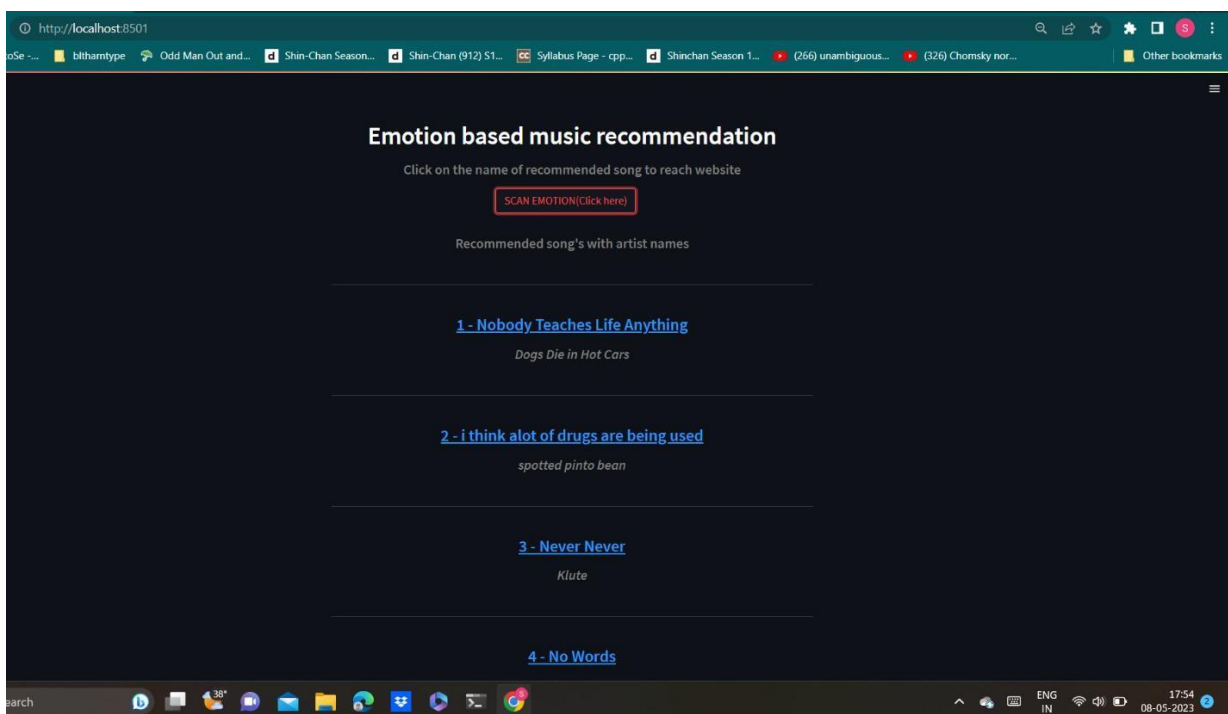 http://localhost:8501
oSe -...
bltharntype
Odd Man Out and...
Shin-Chan Season...
Shin-Chan (912) S1...
Syllabus Page - cpp...
Shinchan Season 1...
(266) unambiguous...
(326) Chomsky nor...
Other bookmarks
Emotion based music recommendation
Click on the name of recommended song to reach website
SCAN EMOTION(Click here)
Recommended song's with artist names
1 - Nobody Teaches Life Anything
Dogs Die in Hot Cars
2 - i think alot of drugs are being used
spotted pinto bean
3 - Never Never
Klute
4 - No Words
earch
38°
ENG
IN
17:54
08-05-2023
2